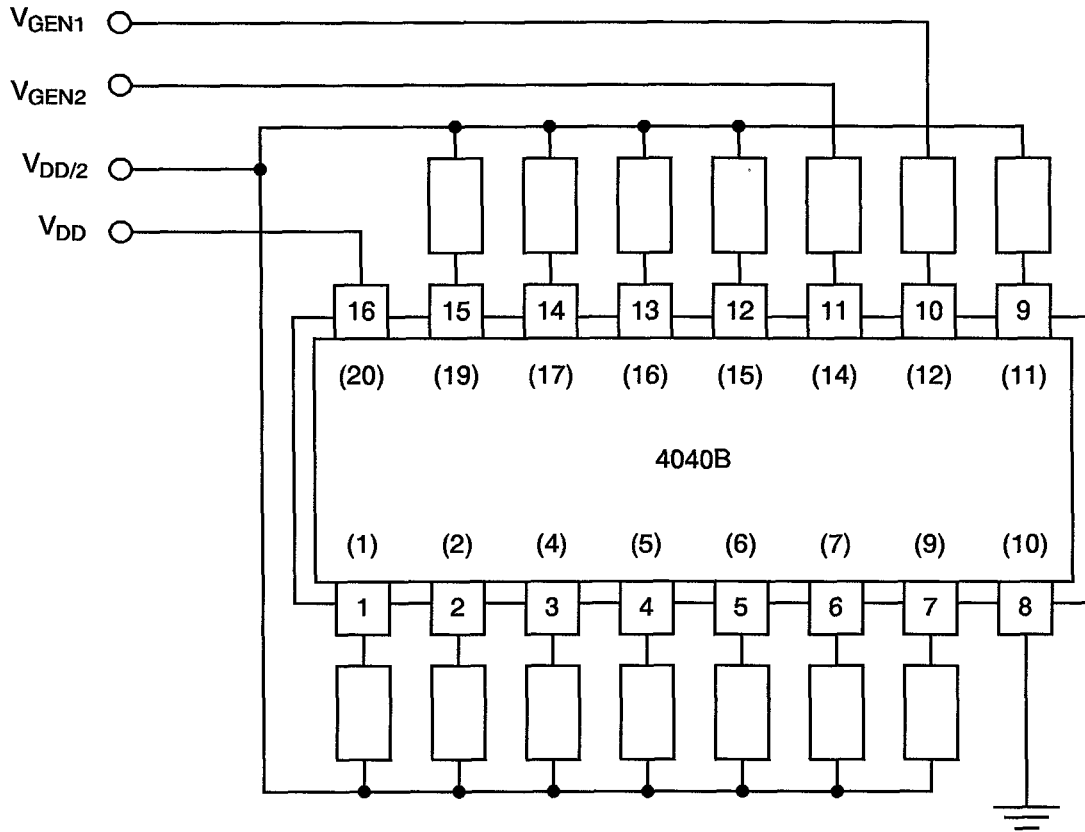 VGEN1
VGEN2
VDD/2
VDD
16 15 14 13 12 11 10 9
(20) (19) (17) (16) (15) (14) (12) (11)
4040B
(1) (2) (4) (5) (6) (7) (9) (10)
1 2 3 4 5 6 7 8